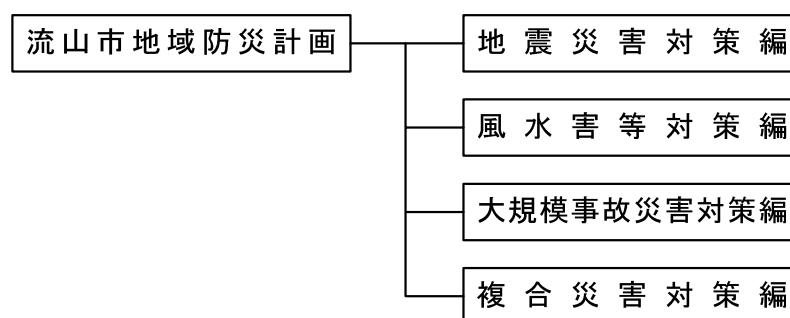 流山市地域防災計画
地震災害対策編
風水害等対策編
大規模事故災害対策編
複合災害対策編